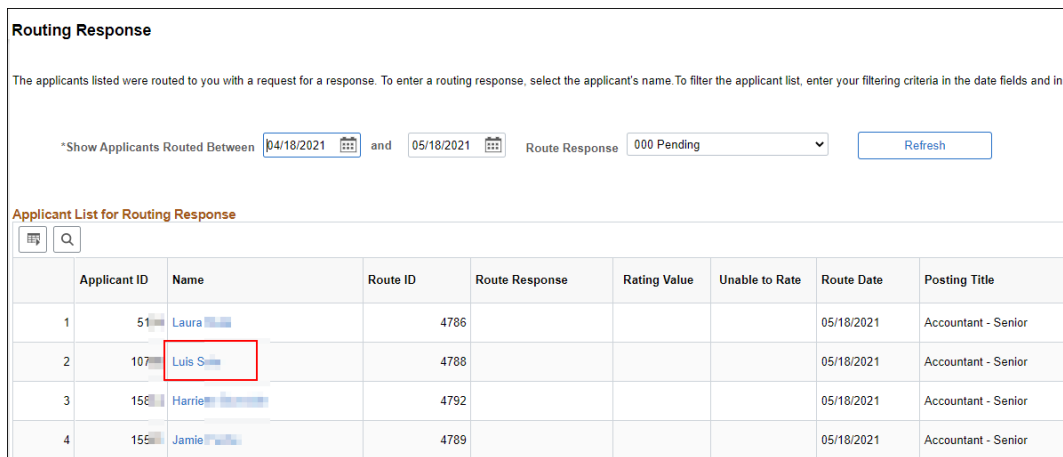 Routing Response
The applicants listed were routed to you with a request for a response. To enter a routing response, select the applicant's name.To filter the applicant list, enter your filtering criteria in the date fields and in
*Show Applicants Routed Between 04/18/2021 and 05/18/2021 Route Response 000 Pending Refresh
Applicant List for Routing Response
Applicant ID Name Route ID Route Response Rating Value Unable to Rate Route Date Posting Title
1 51 Laura 4786 05/18/2021 Accountant - Senior
2 107 Luis S 4788 05/18/2021 Accountant - Senior
3 158 Harrie 4792 05/18/2021 Accountant - Senior
4 155 Jamie 4789 05/18/2021 Accountant - Senior